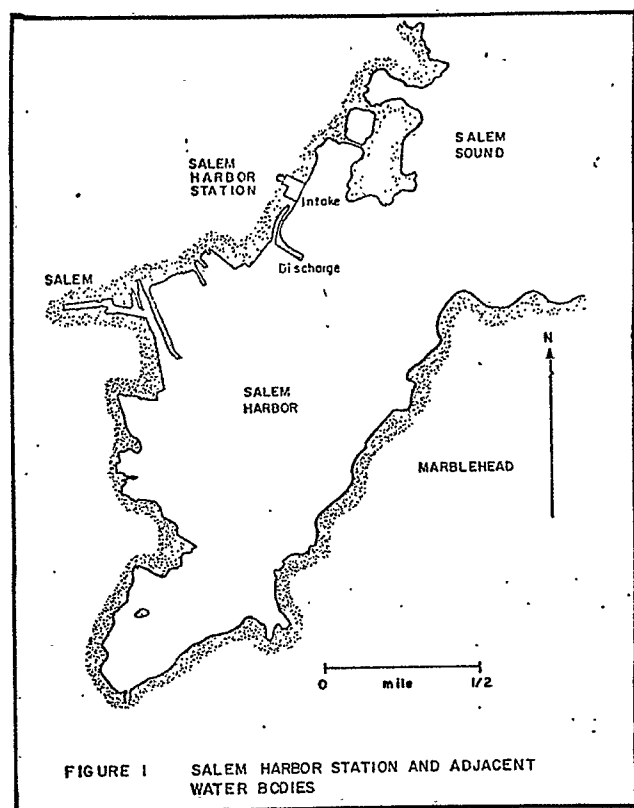 SALEM
SOUND
SALEM
HARBOR
STATION
Intake
Discharge
SALEM
SALEM
HARBOR
N
MARBLEHEAD
0 mile 1/2
FIGURE 1 SALEM HARBOR STATION AND ADJACENT
WATER BODIES